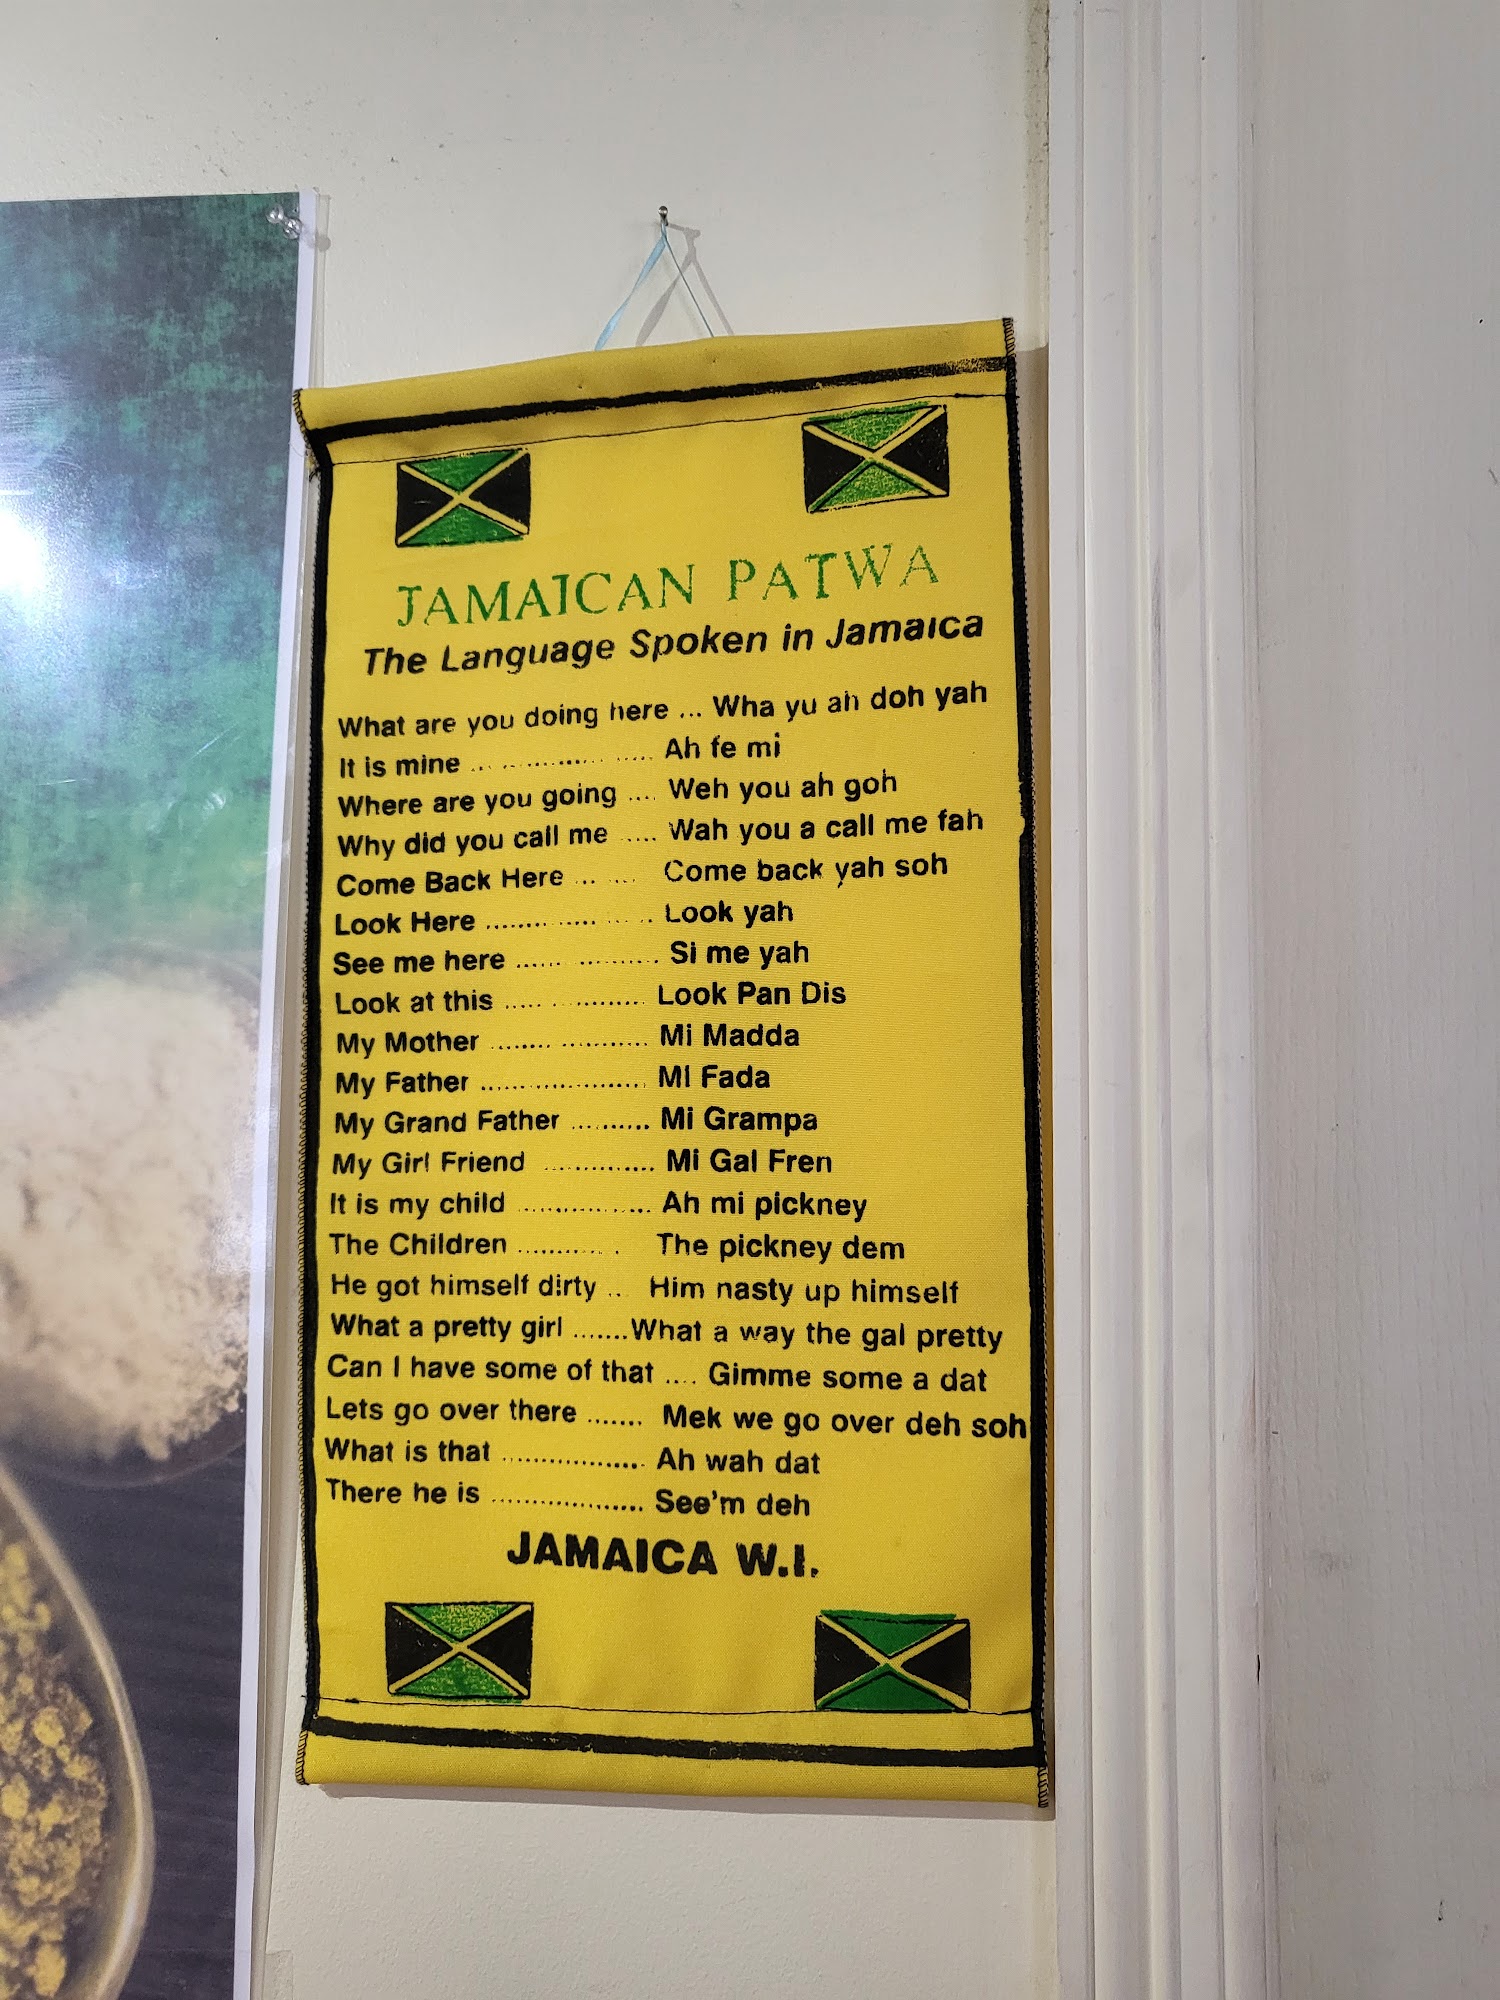 JAMAICAN PATWA
The Language Spoken in Jamaica
What are you doing here ... Wha yu ah doh yah
It is mine .................... Ah fe mi
Where are you going .... Weh you ah goh
Why did you call me ..... Wah you a call me fah
Come Back Here ... .... Come back yah soh
Look Here .................... Look yah
See me here ................ Si me yah
Look at this ................ Look Pan Dis
My Mother ................... Mi Madda
My Father .................... Mi Fada
My Grand Father .......... Mi Grampa
My Girl Friend ............. Mi Gal Fren
It is my child ................ Ah mi pickney
The Children ............ The pickney dem
He got himself dirty .. Him nasty up himself
What a pretty girl .......What a way the gal pretty
Can I have some of that .... Gimme some a dat
Lets go over there ....... Mek we go over deh soh
What is that ................. Ah wah dat
There he is ................... See'm deh
JAMAICA W.I.